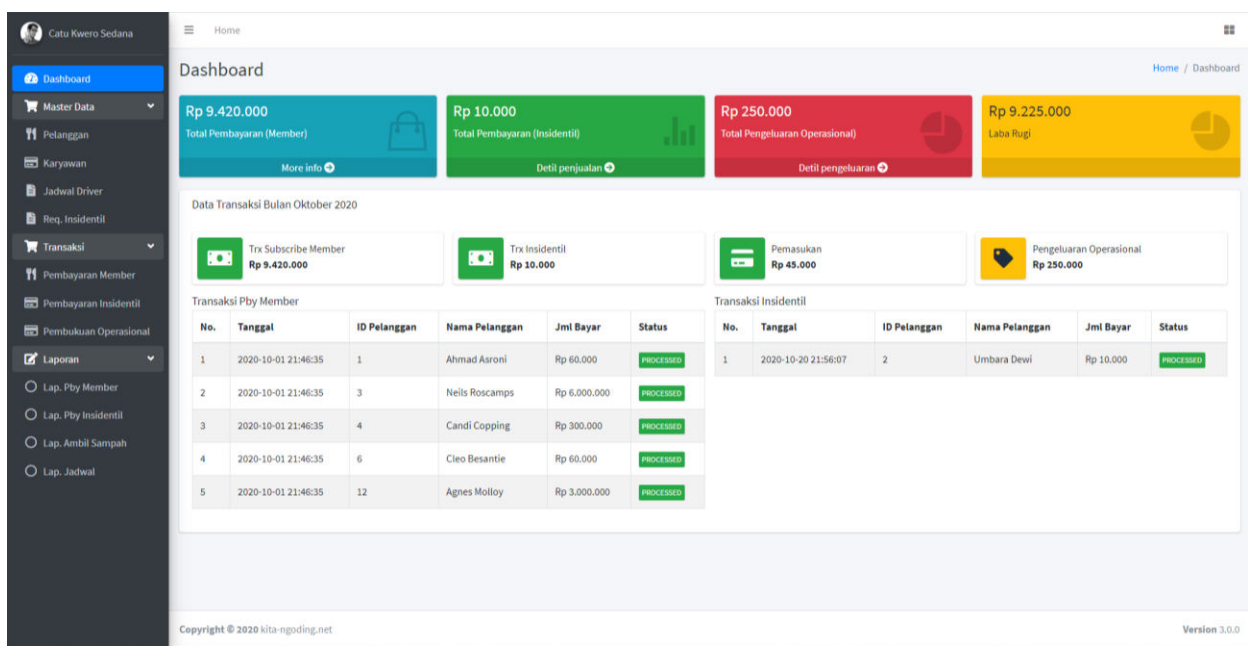 Catu Kwero Sedana
Home
Dashboard
Home / Dashboard
Dashboard
Master Data
Pelanggan
Karyawan
Jadwal Driver
Req. Insidentil
Transaksi
Pembayaran Member
Pembayaran Insidentil
Pembukuan Operasional
Laporan
Lap. Pby Member
Lap. Pby Insidentil
Lap. Ambil Sampah
Lap. Jadwal
Rp 9.420.000
Total Pembayaran (Member)
More info
Rp 10.000
Total Pembayaran (Insidentil)
Detil penjualan
Rp 250.000
Total Pengeluaran Operasional)
Detil pengeluaran
Rp 9.225.000
Laba Rugi
Data Transaksi Bulan Oktober 2020
Trx Subscribe Member
Rp 9.420.000
Trx Insidentil
Rp 10.000
Pemasukan
Rp 45.000
Pengeluaran Operasional
Rp 250.000
Transaksi Pby Member
No. Tanggal ID Pelanggan Nama Pelanggan Jml Bayar Status
1 2020-10-01 21:46:35 1 Ahmad Asroni Rp 60.000 PROCESSED
2 2020-10-01 21:46:35 3 Neils Roscamps Rp 6.000.000 PROCESSED
3 2020-10-01 21:46:35 4 Candi Copping Rp 300.000 PROCESSED
4 2020-10-01 21:46:35 6 Cleo Besantie Rp 60.000 PROCESSED
5 2020-10-01 21:46:35 12 Agnes Molloy Rp 3.000.000 PROCESSED
Transaksi Insidentil
No. Tanggal ID Pelanggan Nama Pelanggan Jml Bayar Status
1 2020-10-20 21:56:07 2 Umbara Dewi Rp 10.000 PROCESSED
Copyright © 2020 kita-ngoding.net
Version 3.0.0